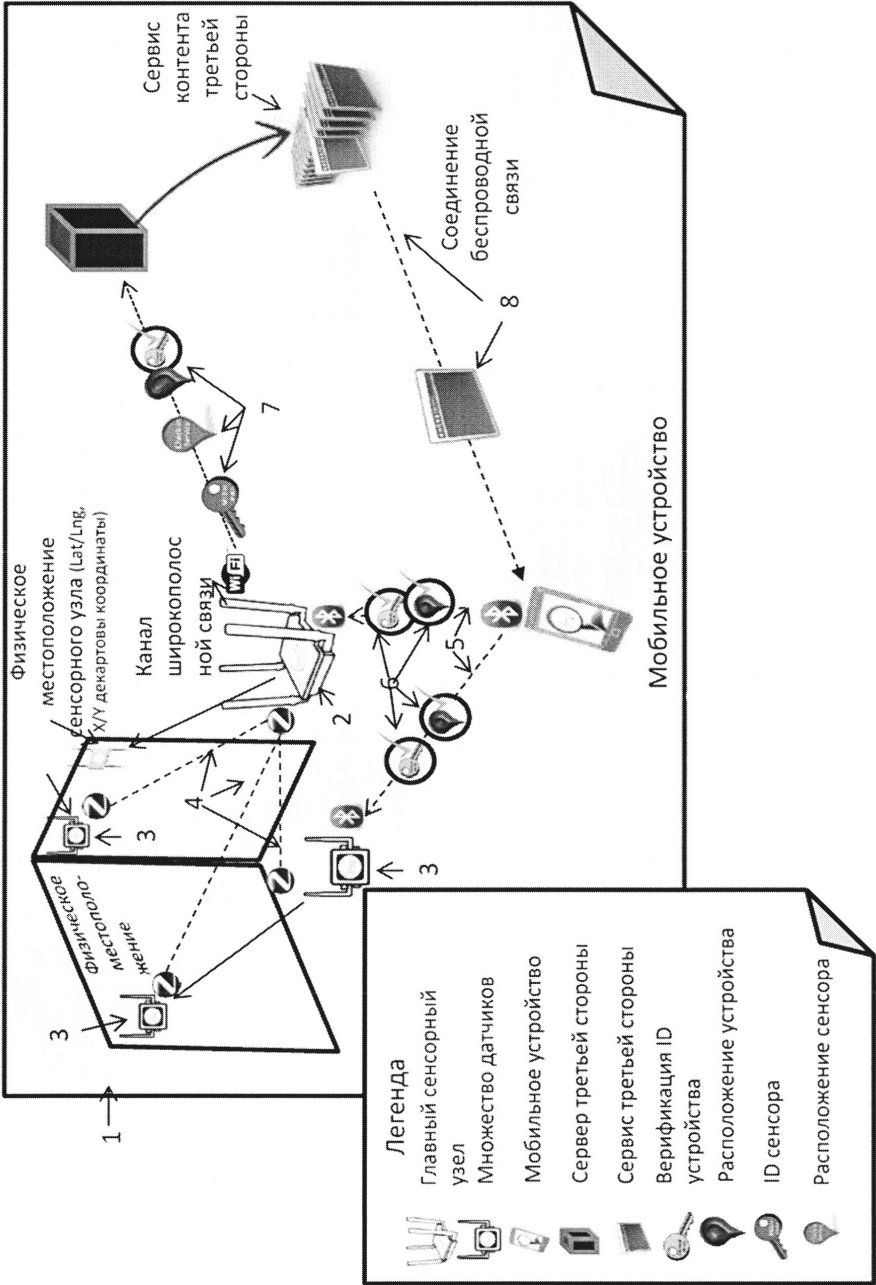 Физическое
местоположение
сенсорного узла (Lat/Lng,
X/Y декартовы координаты)
Сервис
контента
третьей
стороны
Канал
широкополос
ной связи
Wi Fi
Физическое
местополо-
жение
Соединение
беспроводной
связи
Мобильное устройство
1
2
3
3
3
4
5
6
7
8
Легенда
Главный сенсорный
узел
Множество датчиков
Мобильное устройство
Сервер третьей стороны
Сервис третьей стороны
Верификация ID
устройства
Расположение устройства
ID сенсора
Расположение сенсора